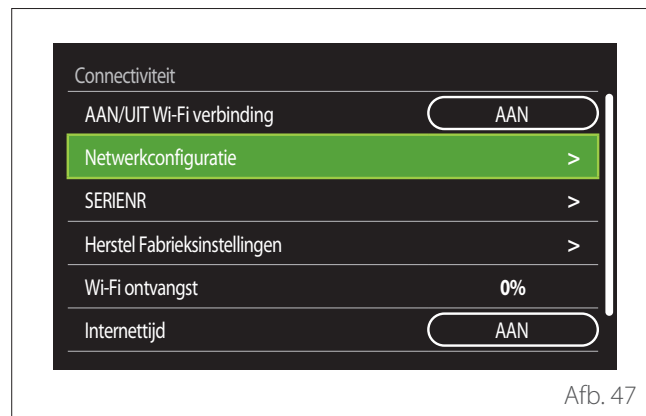 Connectiviteit
AAN/UIT Wi-Fi verbinding AAN
Netwerkconfiguratie >
SERIENR >
Herstel Fabrieksinstellingen >
Wi-Fi ontvangst 0%
Internettijd AAN
Afb. 47